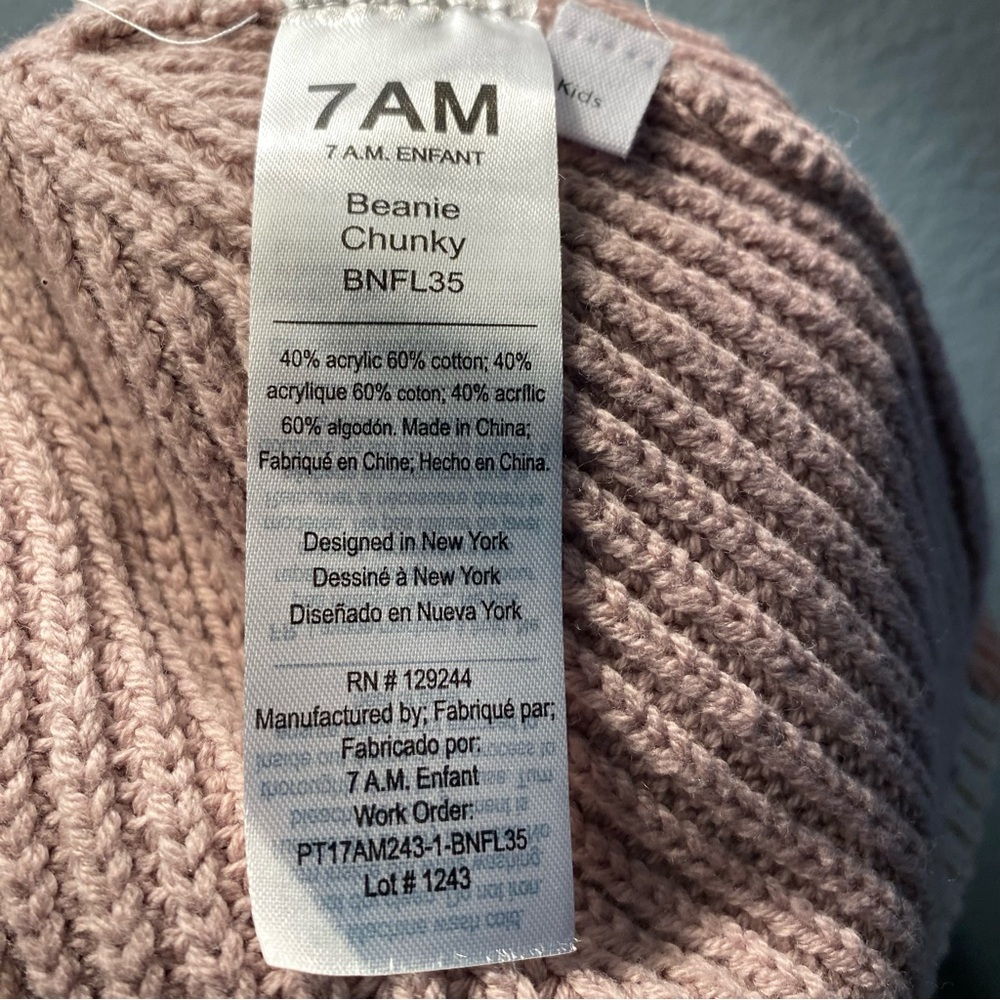 7AM
7 A.M. ENFANT
Kids
Beanie
Chunky
BNFL35
40% acrylic 60% cotton; 40%
acrylique 60% coton; 40% acrílic
60% algodón. Made in China;
Fabriqué en Chine; Hecho en China.
Designed in New York
Dessiné à New York
Diseñado en Nueva York
RN # 129244
Manufactured by; Fabriqué par;
Fabricado por:
7 A.M. Enfant
Work Order:
PT17AM243-1-BNFL35
Lot # 1243